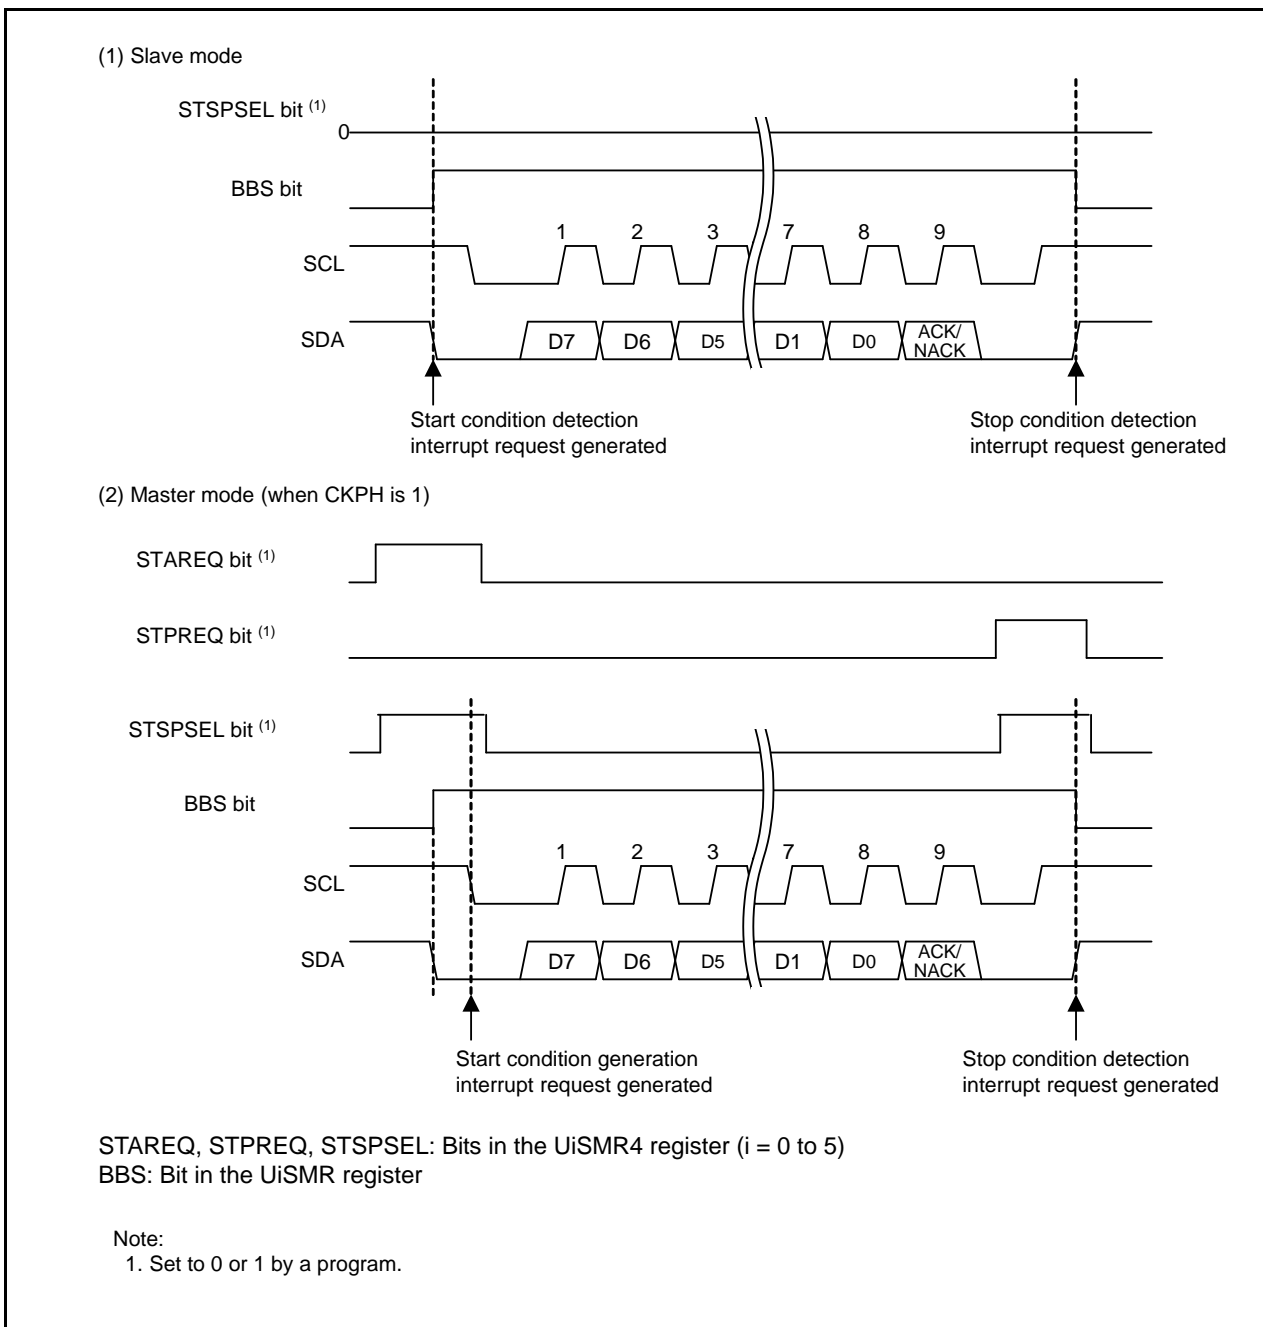 (1) Slave mode
STSPSEL bit (1)
0
BBS bit
1 2 3 7 8 9
SCL
SDA D7 D6 D5 D1 D0 ACK/
NACK
Start condition detection
interrupt request generated
Stop condition detection
interrupt request generated
(2) Master mode (when CKPH is 1)
STAREQ bit (1)
STPREQ bit (1)
STSPSEL bit (1)
BBS bit
1 2 3 7 8 9
SCL
SDA D7 D6 D5 D1 D0 ACK/
NACK
Start condition generation
interrupt request generated
Stop condition detection
interrupt request generated
STAREQ, STPREQ, STSPSEL: Bits in the UiSMR4 register (i = 0 to 5)
BBS: Bit in the UiSMR register
Note:
1. Set to 0 or 1 by a program.